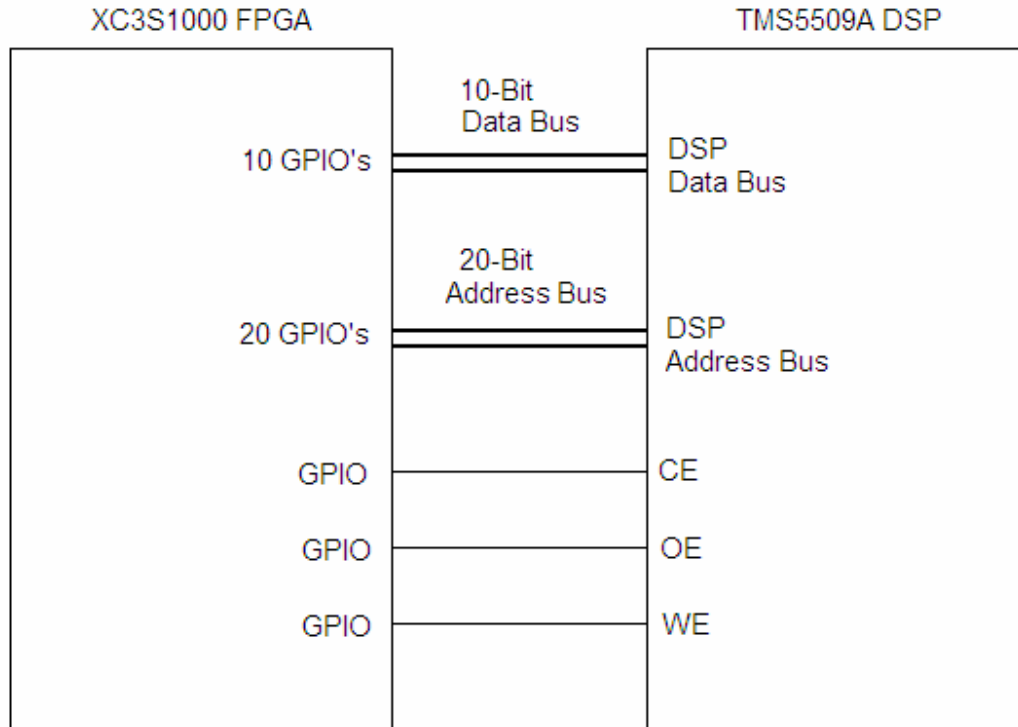 XC3S1000 FPGA
TMS5509A DSP
10-Bit
Data Bus
10 GPIO's
DSP
Data Bus
20-Bit
Address Bus
20 GPIO's
DSP
Address Bus
GPIO
CE
GPIO
OE
GPIO
WE